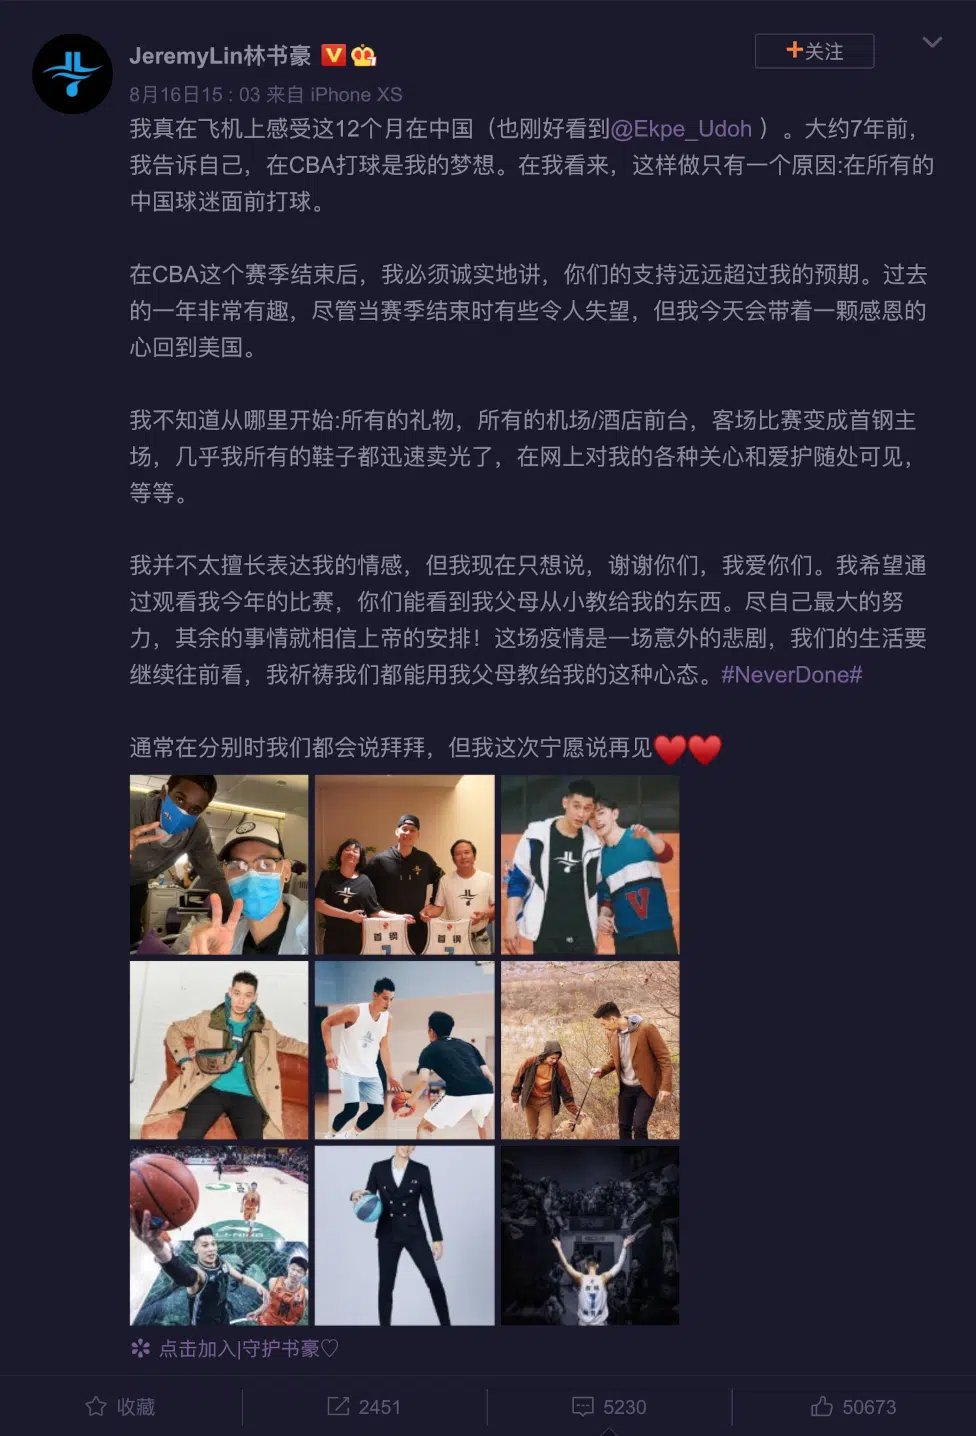 JeremyLin林书豪
+关注
8月16日15 : 03 来自 iPhone XS
我真在飞机上感受这12个月在中国（也刚好看到@Ekpe_Udoh ）。大约7年前，
我告诉自己，在CBA打球是我的梦想。在我看来，这样做只有一个原因:在所有的
中国球迷面前打球。
在CBA这个赛季结束后，我必须诚实地讲，你们的支持远远超过我的预期。过去
的一年非常有趣，尽管当赛季结束时有些令人失望，但我今天会带着一颗感恩的
心回到美国。
我不知道从哪里开始:所有的礼物，所有的机场/酒店前台，客场比赛变成首钢主
场，几乎我所有的鞋子都迅速卖光了，在网上对我的各种关心和爱护随处可见，
等等。
我并不太擅长表达我的情感，但我现在只想说，谢谢你们，我爱你们。我希望通
过观看我今年的比赛，你们能看到我父母从小教给我的东西。尽自己最大的努
力，其余的事情就相信上帝的安排！这场疫情是一场意外的悲剧，我们的生活要
继续往前看，我祈祷我们都能用我父母教给我的这种心态。#NeverDone#
通常在分别时我们都会说拜拜，但我这次宁愿说再见❤️❤️
首钢
首钢
V
LI-NING
7
点击加入|守护书豪♡
收藏
2451
5230
50673